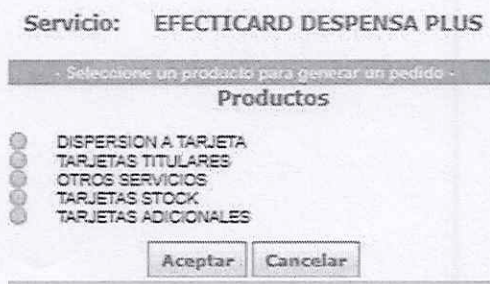 Servicio: EFECTICARD DESPENSA PLUS
- Seleccione un producto para generar un pedido -
Productos
DISPERSION A TARJETA
TARJETAS TITULARES
OTROS SERVICIOS
TARJETAS STOCK
TARJETAS ADICIONALES
Aceptar Cancelar